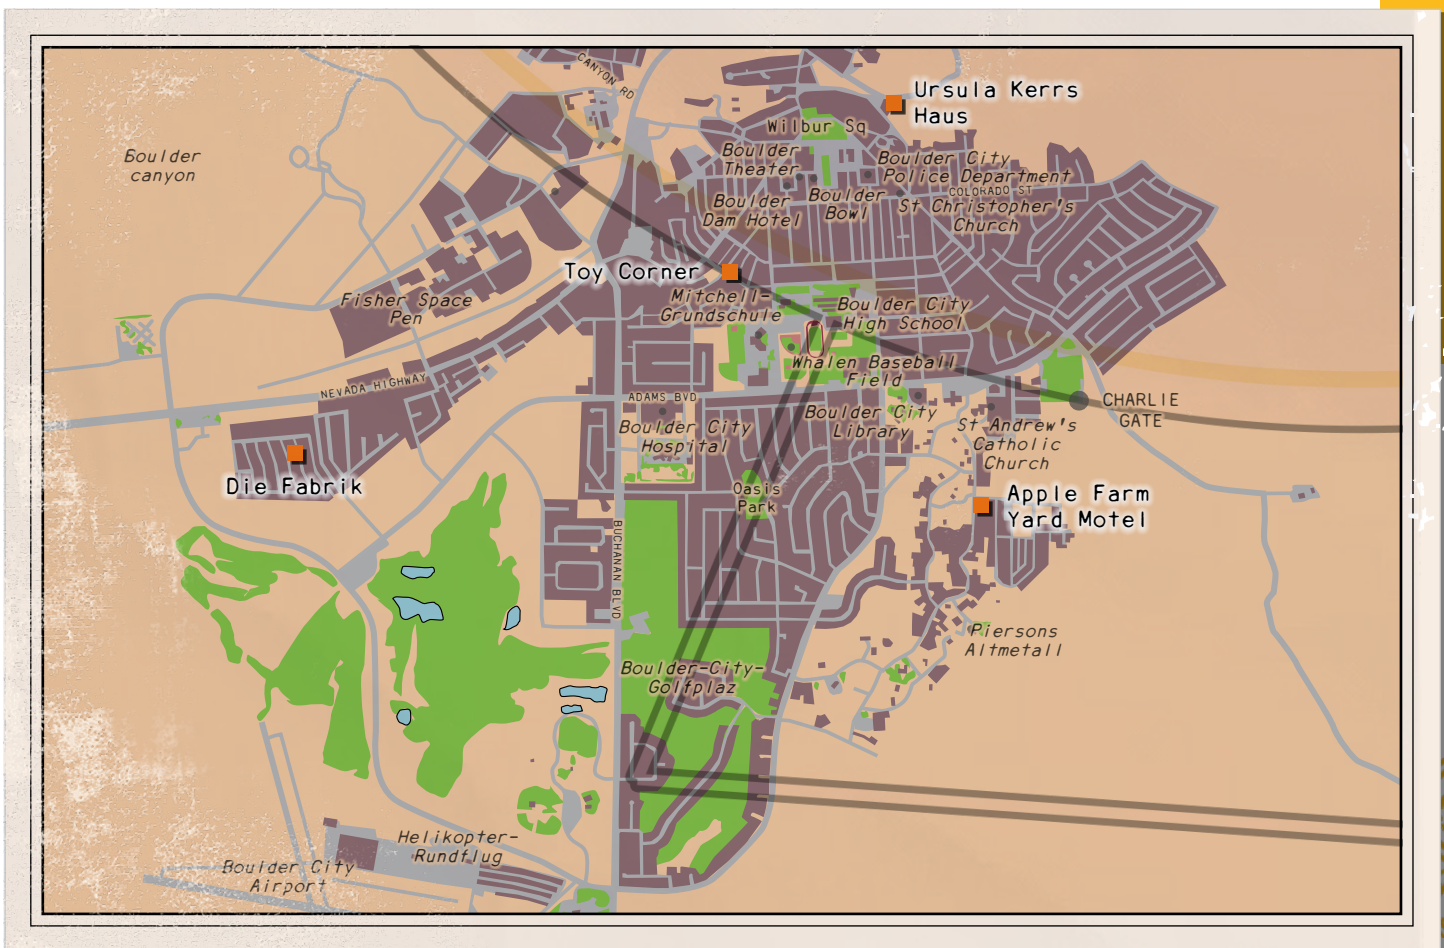 CANYON RD
Ursula Kerrs
Haus
Wilbur Sq
Boulder
canyon
Boulder
Theater
Boulder City
Police Department
COLORADO ST
Boulder
Dam Hotel
Boulder
Bowl
St Christopher's
Church
Toy Corner
Mitchell-
Grundschule
Fisher Space
Pen
Boulder City
High School
Whalen Baseball
Field
NEVADA HIGHWAY
ADAMS BVD
CHARLIE
GATE
Boulder City
Hospital
Boulder City
Library
St Andrew's
Catholic
Church
Die Fabrik
Oasis
Park
Apple Farm
Yard Motel
BUCHANAN BLVD
Piersons
Altmetall
Boulder-City-
Golfplaz
Helikopter-
Rundflug
Boulder City
Airport